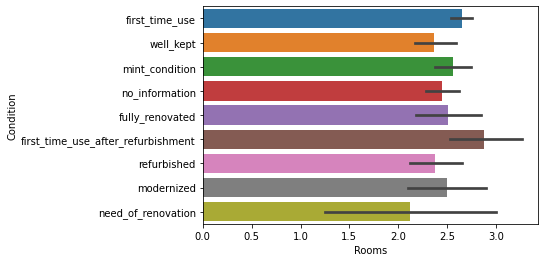 first_time_use
well_kept
mint_condition
no_information
fully_renovated
first_time_use_after_refurbishment
refurbished
modernized
need_of_renovation
Condition
0.0 0.5 1.0 1.5 2.0 2.5 3.0
Rooms